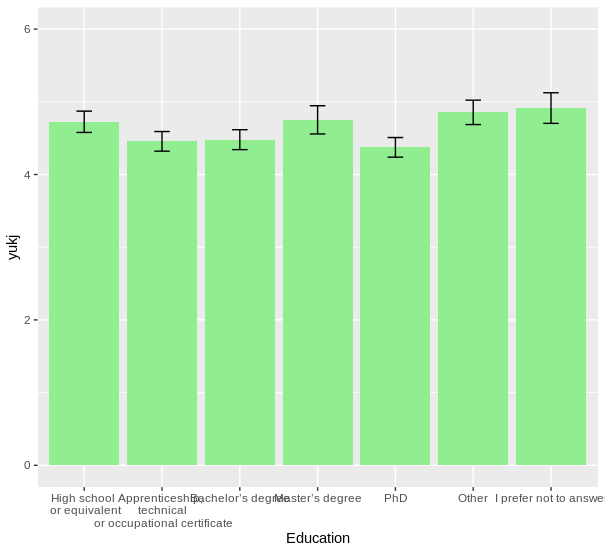 6
4
2
0
yukj
High school
or equivalent
Apprenticeship,
technical
or occupational certificate
Bachelor's degree
Master's degree
PhD
Other
I prefer not to answer
Education